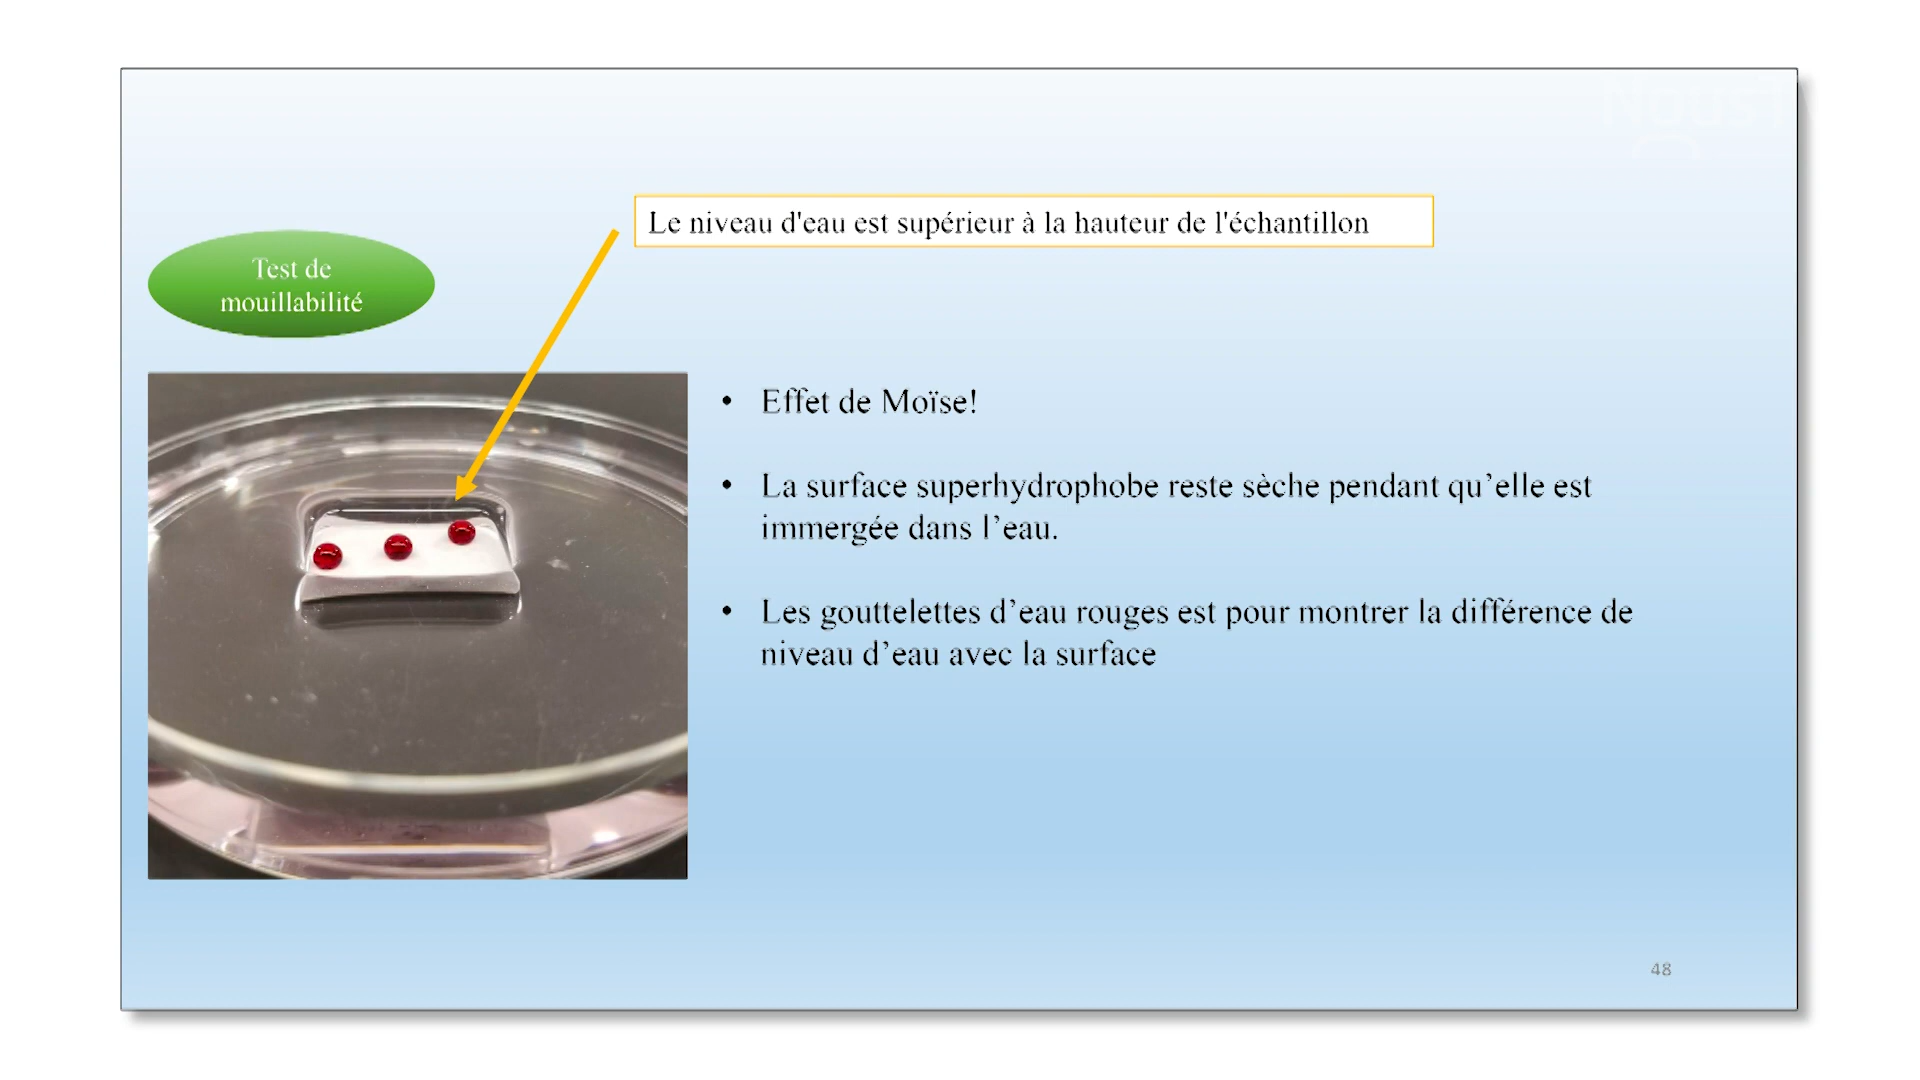 Le niveau d'eau est supérieur à la hauteur de l'échantillon
Test de
mouillabilité
• Effet de Moïse!
• La surface superhydrophobe reste sèche pendant qu’elle est
immergée dans l’eau.
• Les gouttelettes d’eau rouges est pour montrer la différence de
niveau d’eau avec la surface
48